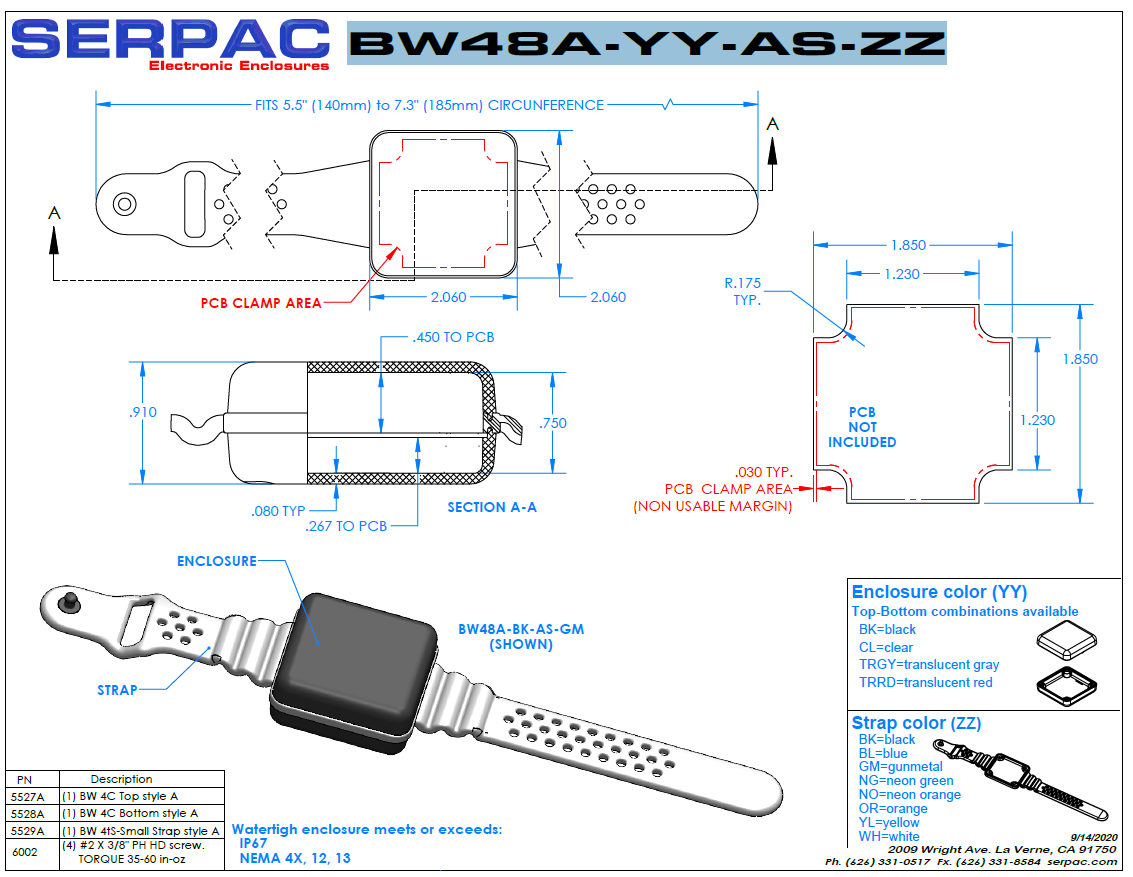 SERPAC
Electronic Enclosures
BW48A-YY-AS-ZZ
FITS 5.5" (140mm) to 7.3" (185mm) CIRCUNFERENCE
A
A
PCB CLAMP AREA
2.060
2.060
1.850
1.230
R.175
TYP.
1.850
1.230
PCB
NOT
INCLUDED
.030 TYP.
PCB CLAMP AREA
(NON USABLE MARGIN)
.450 TO PCB
.910
.750
.080 TYP
.267 TO PCB
SECTION A-A
ENCLOSURE
BW48A-BK-AS-GM
(SHOWN)
STRAP
Enclosure color (YY)
Top-Bottom combinations available
BK=black
CL=clear
TRGY=translucent gray
TRRD=translucent red
Strap color (ZZ)
BK=black
BL=blue
GM=gunmetal
NG=neon green
NO=neon orange
OR=orange
YL=yellow
WH=white
PN Description
5527A (1) BW 4C Top style A
5528A (1) BW 4C Bottom style A
5529A (1) BW 4tS-Small Strap style A
6002 (4) #2 X 3/8" PH HD screw.
TORQUE 35-60 in-oz
Watertigh enclosure meets or exceeds:
IP67
NEMA 4X, 12, 13
9/14/2020
2009 Wright Ave. La Verne, CA 91750
Ph. (626) 331-0517 Fx. (626) 331-8584 serpac.com